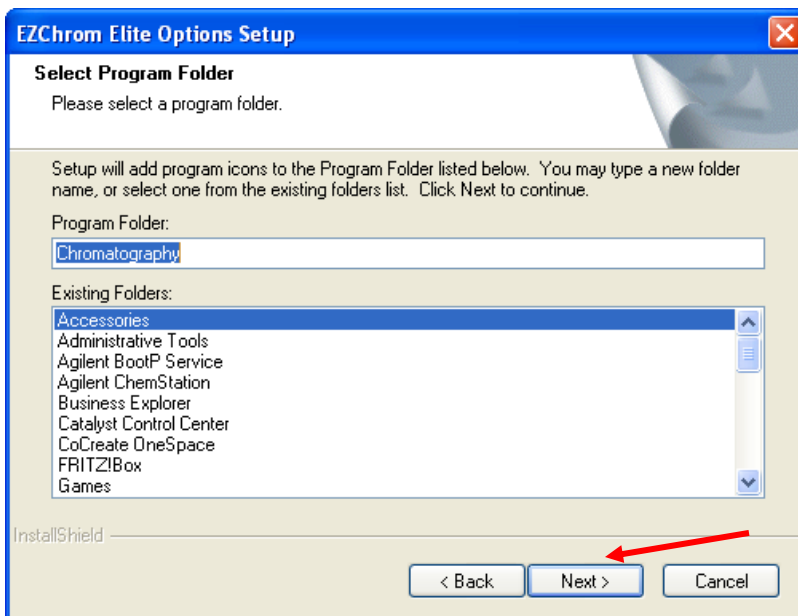 EZChrom Elite Options Setup
Select Program Folder
Please select a program folder.
Setup will add program icons to the Program Folder listed below.  You may type a new folder
name, or select one from the existing folders list.  Click Next to continue.
Program Folder:
Chromatography
Existing Folders:
Accessories
Administrative Tools
Agilent BootP Service
Agilent ChemStation
Business Explorer
Catalyst Control Center
CoCreate OneSpace
FRITZ!Box
Games
InstallShield
< Back
Next >
Cancel